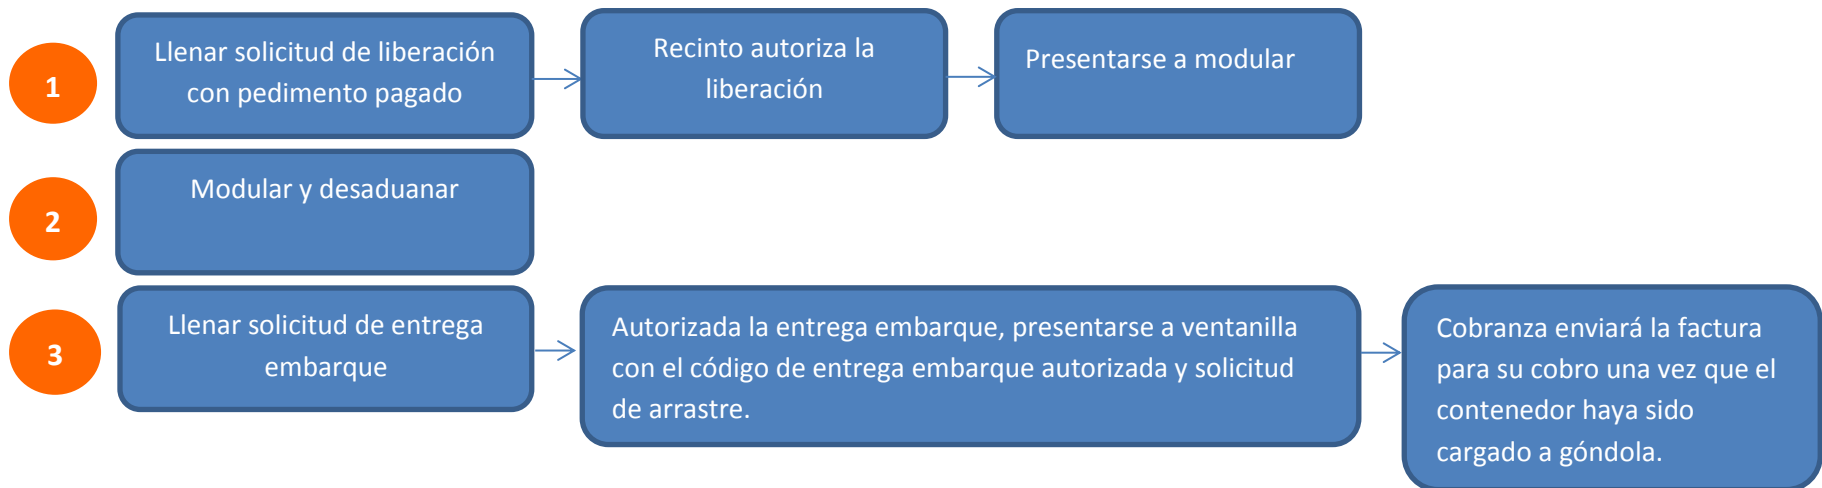 1
Llenar solicitud de liberación
con pedimento pagado
Recinto autoriza la
liberación
Presentarse a modular
2
Modular y desaduanar
3
Llenar solicitud de entrega
embarque
Autorizada la entrega embarque, presentarse a ventanilla
con el código de entrega embarque autorizada y solicitud
de arrastre.
Cobranza enviará la factura
para su cobro una vez que el
contenedor haya sido
cargado a góndola.